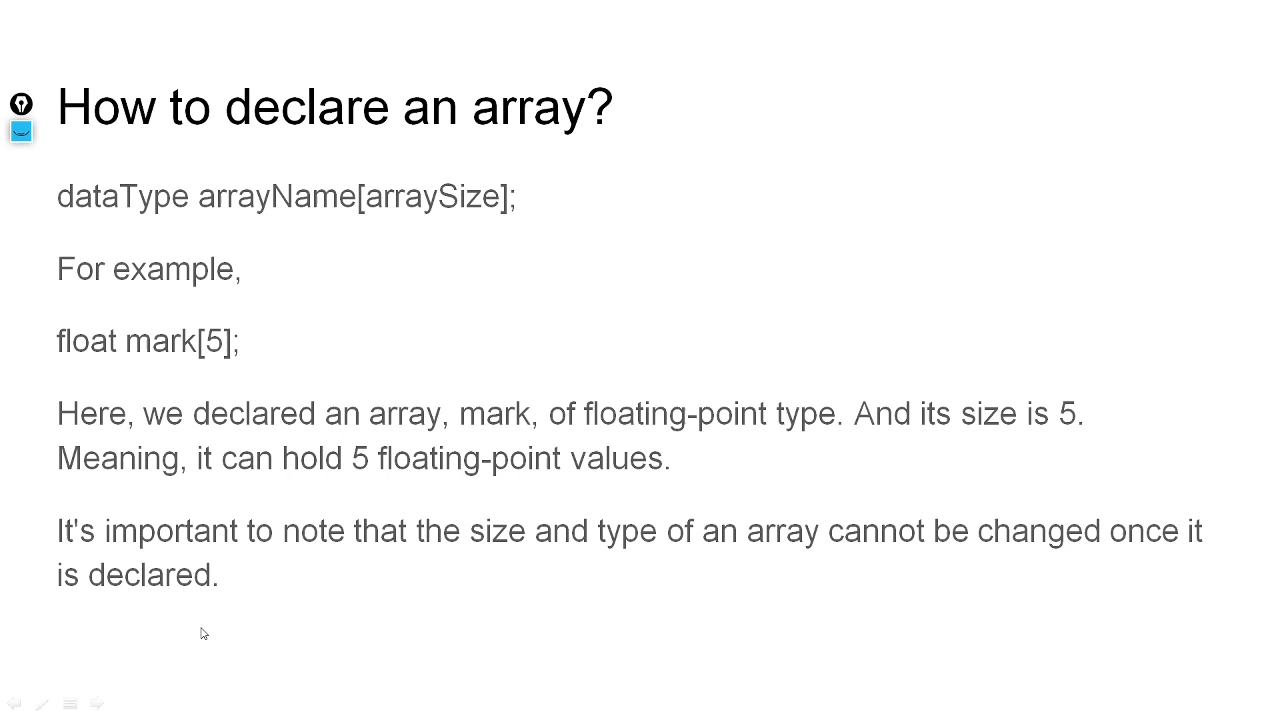 How to declare an array?
dataType arrayName[arraySize];
For example,
float mark[5];
Here, we declared an array, mark, of floating-point type. And its size is 5.
Meaning, it can hold 5 floating-point values.
It's important to note that the size and type of an array cannot be changed once it
is declared.